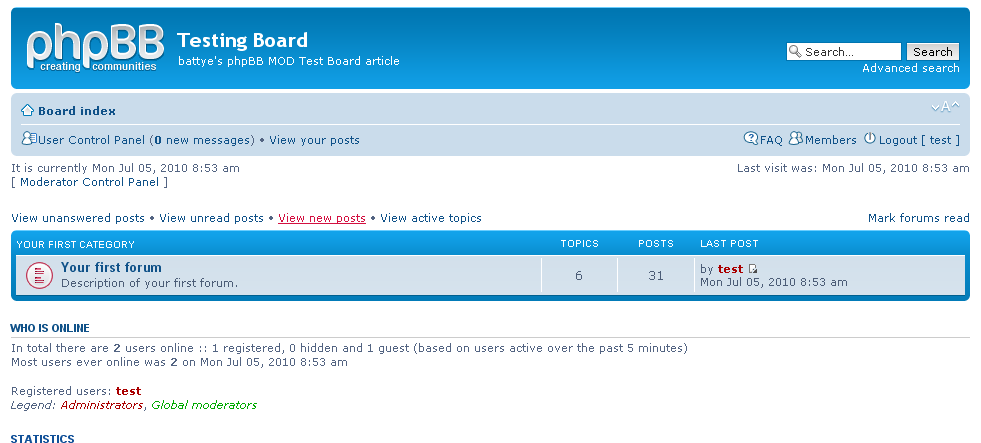 phpBB
creating communities
Testing Board
battye's phpBB MOD Test Board article
Search... Search
Advanced search
Board index
A
User Control Panel (0 new messages) • View your posts FAQ Members Logout [ test ]
It is currently Mon Jul 05, 2010 8:53 am Last visit was: Mon Jul 05, 2010 8:53 am
[ Moderator Control Panel ]
View unanswered posts • View unread posts • View new posts • View active topics Mark forums read
YOUR FIRST CATEGORY TOPICS POSTS LAST POST
Your first forum
Description of your first forum.
6 31
by test
Mon Jul 05, 2010 8:53 am
WHO IS ONLINE
In total there are 2 users online :: 1 registered, 0 hidden and 1 guest (based on users active over the past 5 minutes)
Most users ever online was 2 on Mon Jul 05, 2010 8:53 am
Registered users: test
Legend: Administrators, Global moderators
STATISTICS